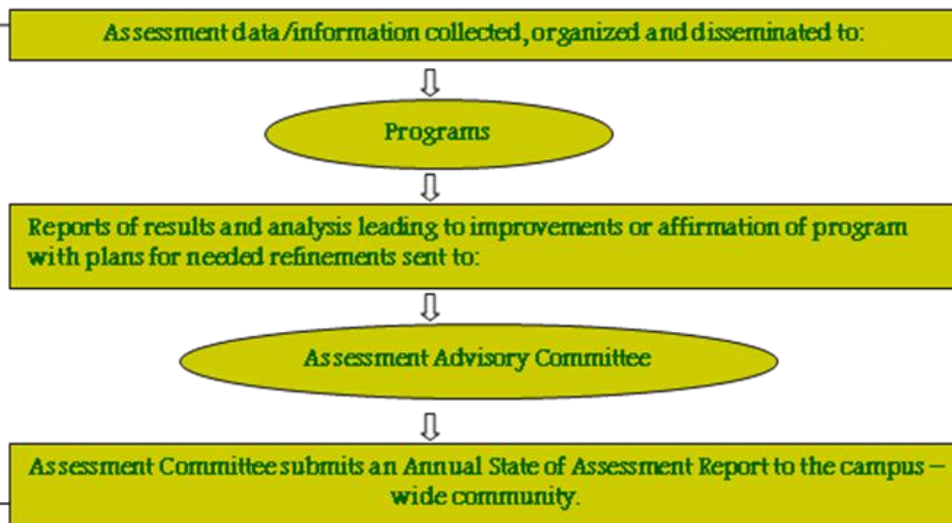 Assessment data/information collected, organized and disseminated to:
Programs
Reports of results and analysis leading to improvements or affirmation of program
with plans for needed refinements sent to:
Assessment Advisory Committee
Assessment Committee submits an Annual State of Assessment Report to the campus –
wide community.